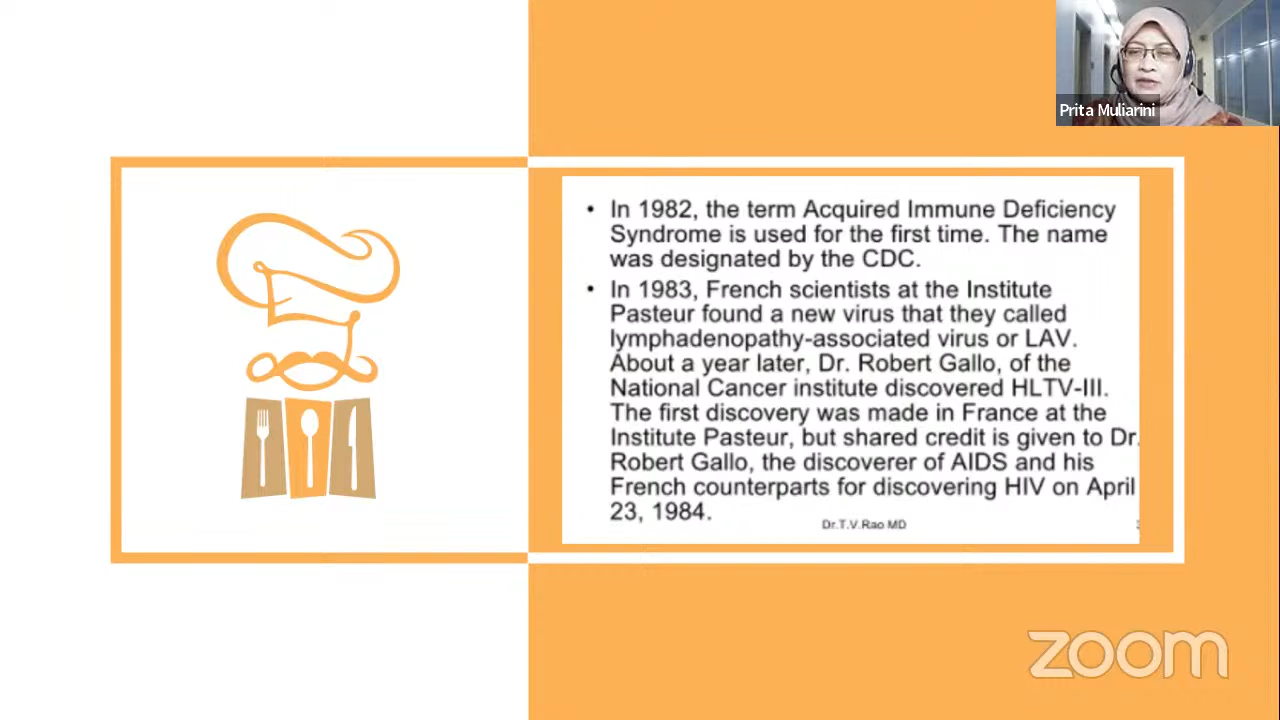 Prita Muliarini
• In 1982, the term Acquired Immune Deficiency
Syndrome is used for the first time. The name
was designated by the CDC.
• In 1983, French scientists at the Institute
Pasteur found a new virus that they called
lymphadenopathy-associated virus or LAV.
About a year later, Dr. Robert Gallo, of the
National Cancer institute discovered HLTV-III.
The first discovery was made in France at the
Institute Pasteur, but shared credit is given to Dr.
Robert Gallo, the discoverer of AIDS and his
French counterparts for discovering HIV on April
23, 1984.
Dr.T.V.Rao MD
zoom